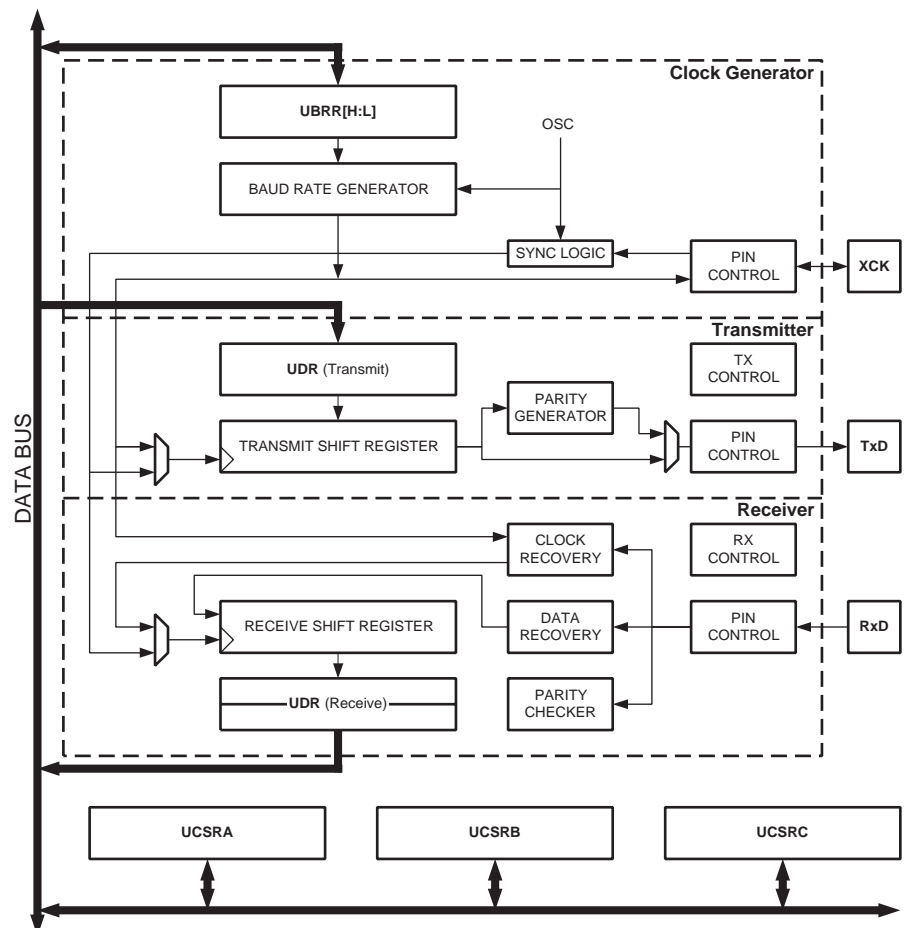 Clock Generator
UBRR[H:L]
OSC
BAUD RATE GENERATOR
SYNC LOGIC
PIN
CONTROL
XCK
Transmitter
UDR (Transmit)
TX
CONTROL
PARITY
GENERATOR
TRANSMIT SHIFT REGISTER
PIN
CONTROL
TxD
DATA BUS
Receiver
CLOCK
RECOVERY
RX
CONTROL
RECEIVE SHIFT REGISTER
DATA
RECOVERY
PIN
CONTROL
RxD
UDR (Receive)
PARITY
CHECKER
UCSRA
UCSRB
UCSRC